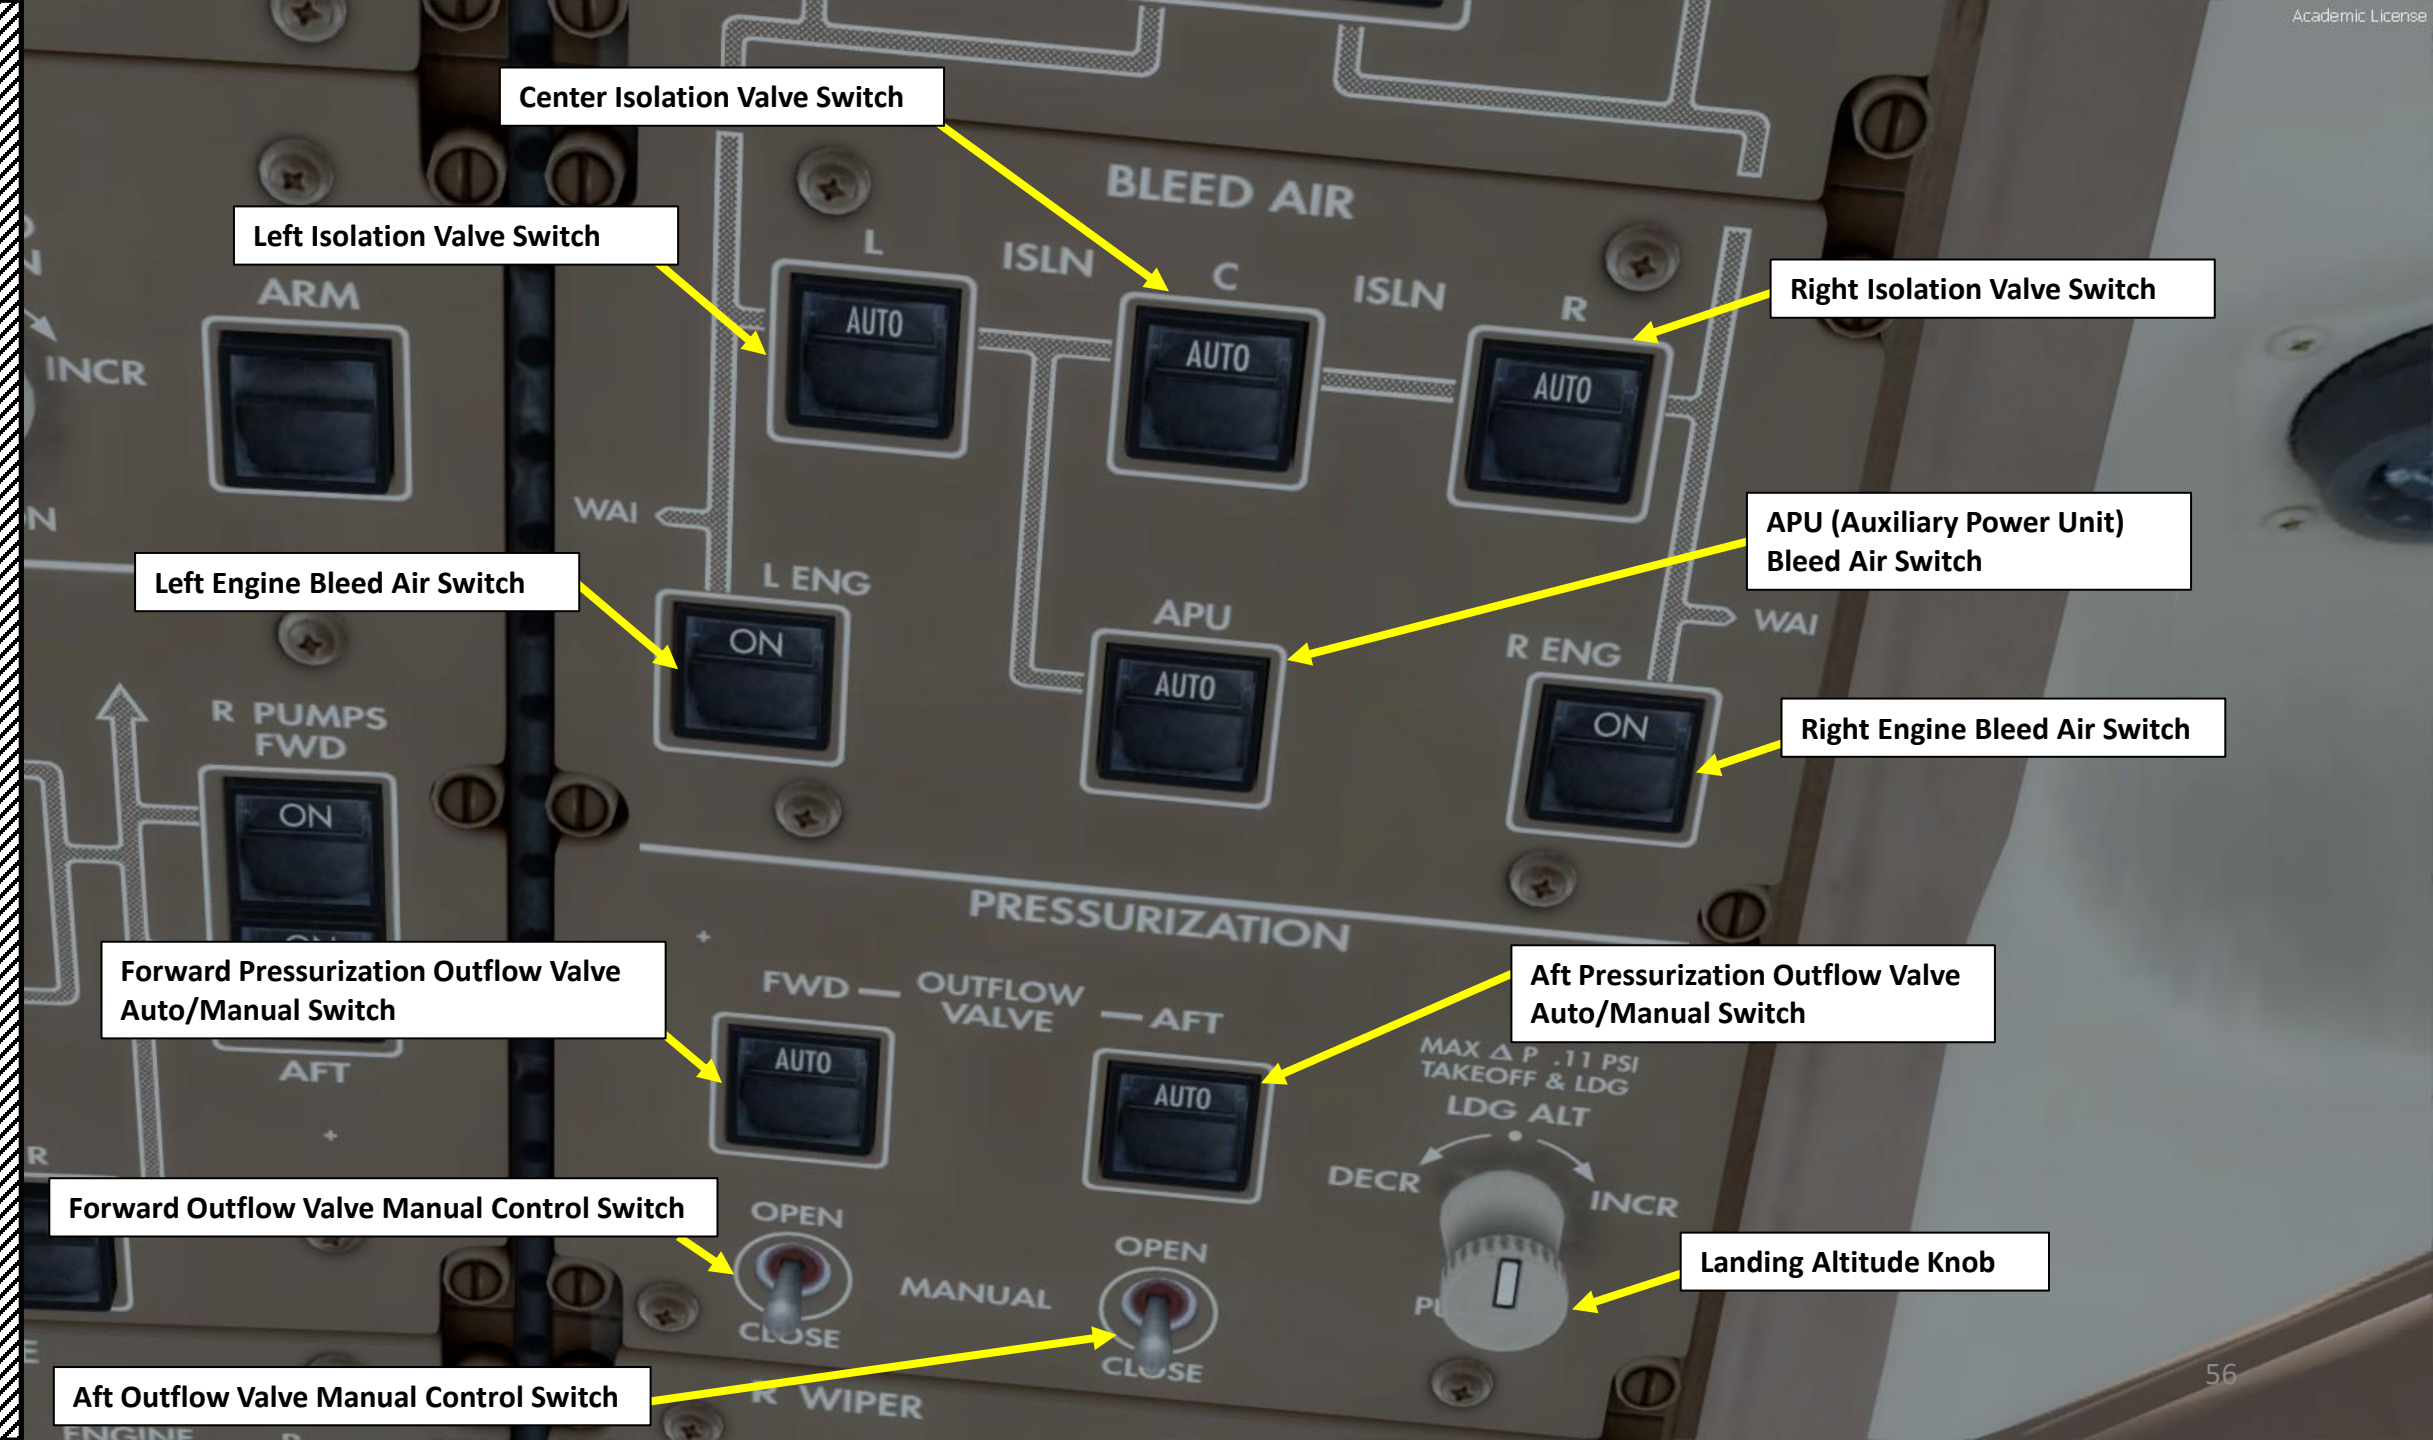 Academic License
Center Isolation Valve Switch
BLEED AIR
Left Isolation Valve Switch
L
ISLN
C
ISLN
R
Right Isolation Valve Switch
ARM
AUTO
AUTO
AUTO
INCR
WAI
APU (Auxiliary Power Unit)
Bleed Air Switch
Left Engine Bleed Air Switch
L ENG
APU
R ENG
WAI
ON
AUTO
ON
Right Engine Bleed Air Switch
R PUMPS
FWD
ON
PRESSURIZATION
Forward Pressurization Outflow Valve
Auto/Manual Switch
FWD
OUTFLOW
VALVE
AFT
Aft Pressurization Outflow Valve
Auto/Manual Switch
AUTO
AUTO
AFT
MAX Δ P .11 PSI
TAKEOFF & LDG
LDG ALT
DECR
INCR
R
Forward Outflow Valve Manual Control Switch
OPEN
OPEN
MANUAL
CLOSE
CLOSE
Landing Altitude Knob
Aft Outflow Valve Manual Control Switch
R WIPER
ENGINE
56